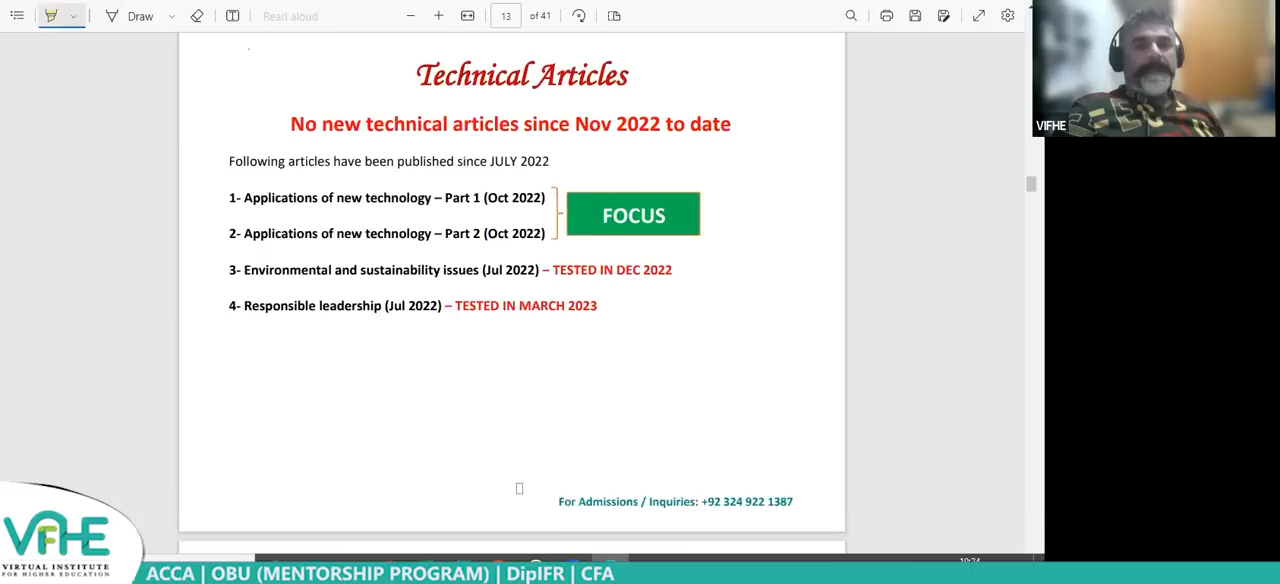 Draw
Read aloud
13
of 41
Technical Articles
No new technical articles since Nov 2022 to date
Following articles have been published since JULY 2022
1- Applications of new technology – Part 1 (Oct 2022)
2- Applications of new technology – Part 2 (Oct 2022)
FOCUS
3- Environmental and sustainability issues (Jul 2022) – TESTED IN DEC 2022
4- Responsible leadership (Jul 2022) – TESTED IN MARCH 2023
For Admissions / Inquiries: +92 324 922 1387
VIFHE
VIFHE
VIRTUAL INSTITUTE
FOR HIGHER EDUCATION
ACCA | OBU (MENTORSHIP PROGRAM) | DipIFR | CFA